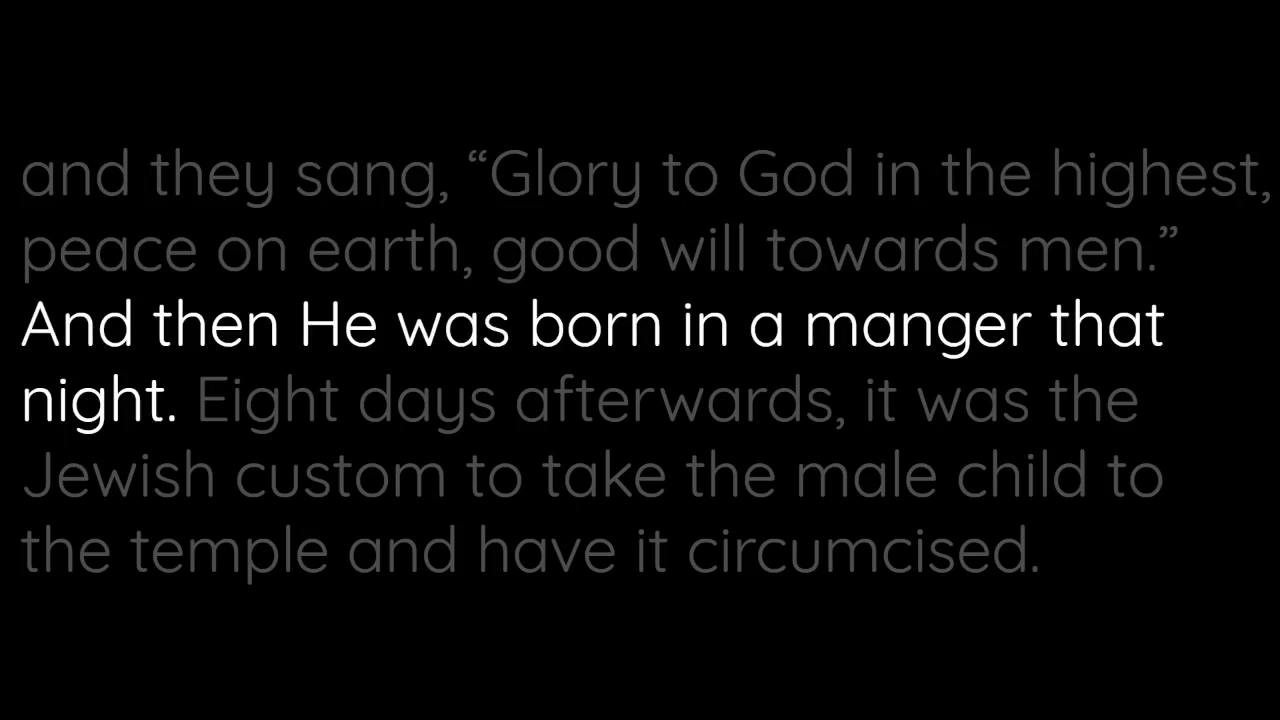 and they sang, “Glory to God in the highest,
peace on earth, good will towards men.”
And then He was born in a manger that
night. Eight days afterwards, it was the
Jewish custom to take the male child to
the temple and have it circumcised.